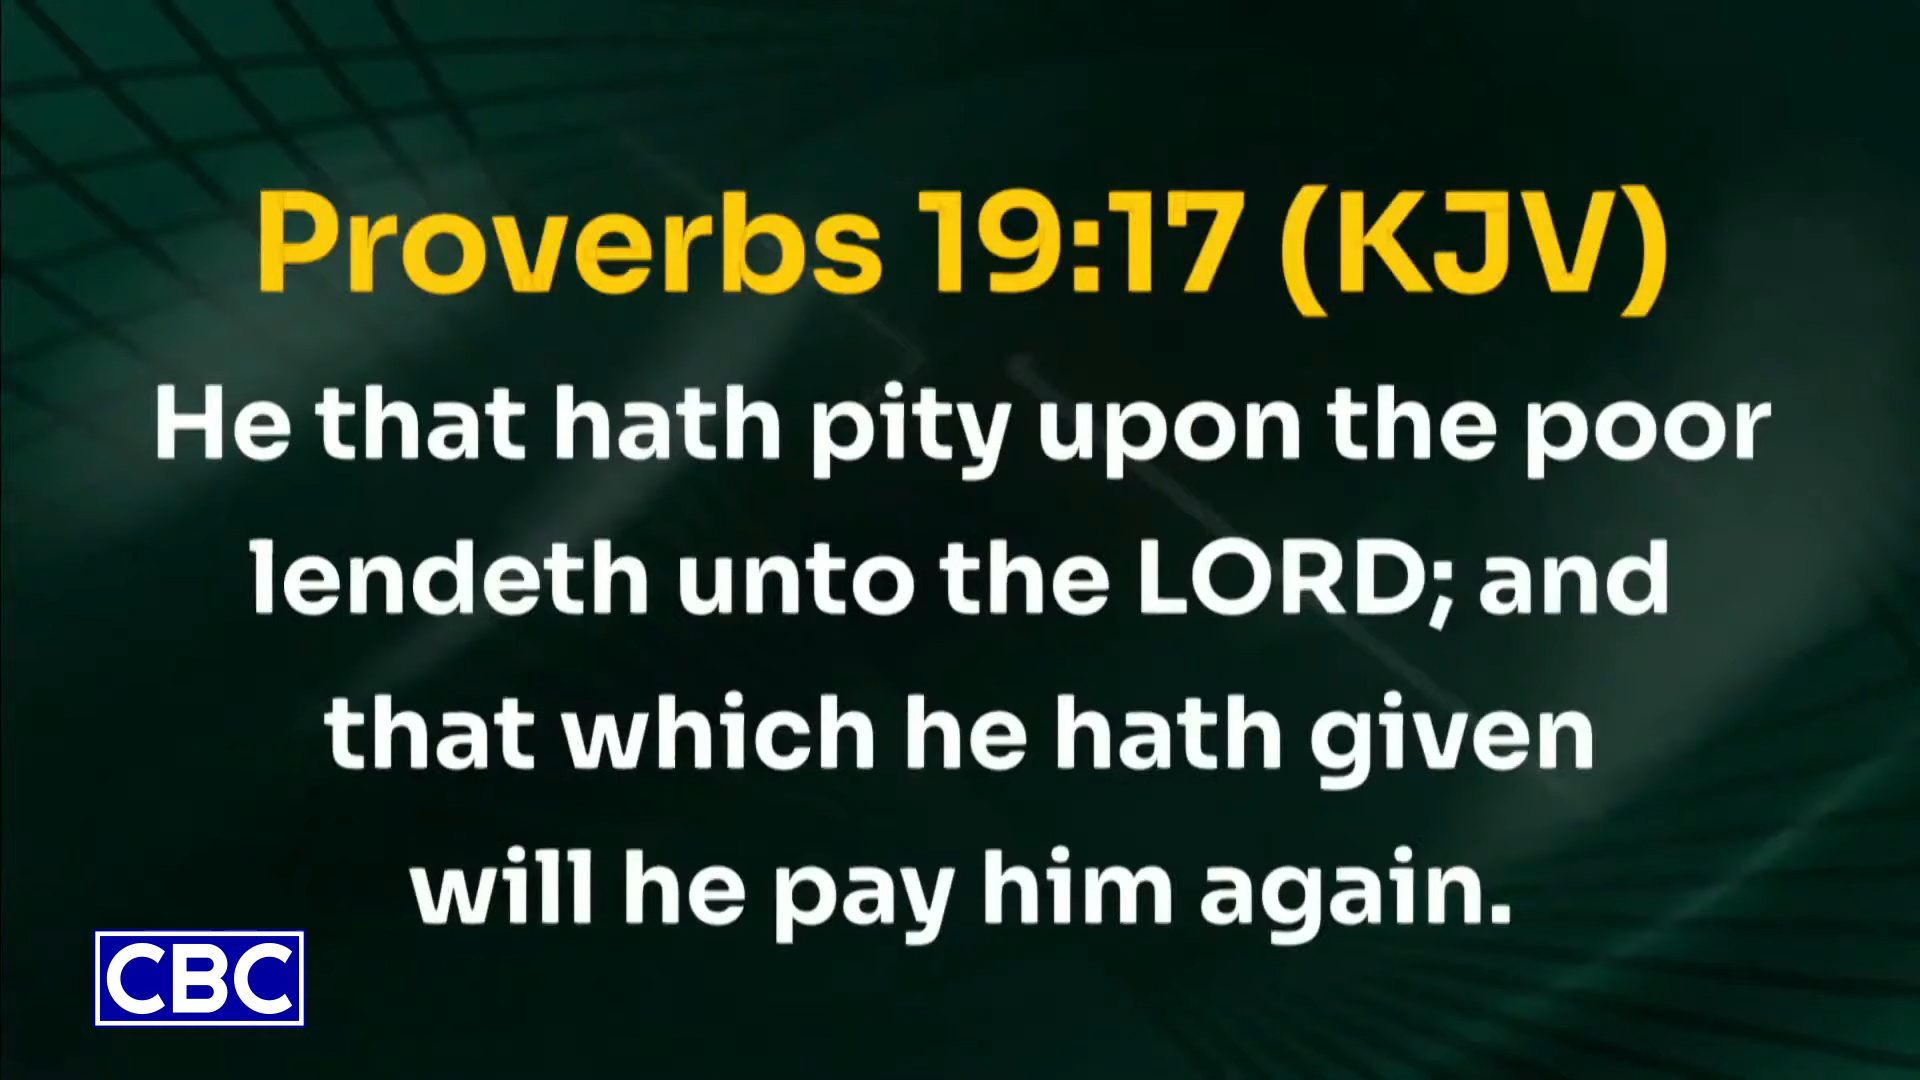 Proverbs 19:17 (KJV)
He that hath pity upon the poor
lendeth unto the LORD; and
that which he hath given
will he pay him again.
CBC